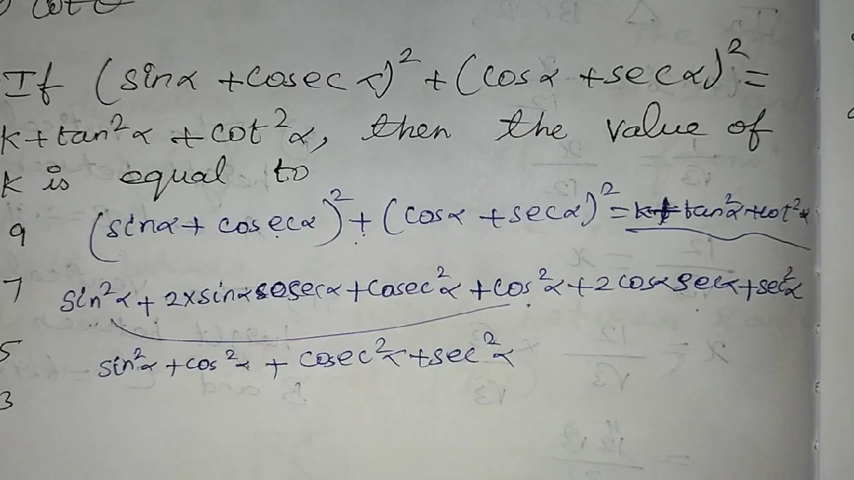 cot θ
If (sinα + cosec α)² + (cosα + secα)² =
k + tan²α + cot²α, then the value of
k is equal to
9 (sinα + cosecα)² + (cosα + secα)² = k + tan²α + cot²α
7 sin²α + 2×sinα cosecα + cosec²α + cos²α + 2 cosα secα + sec²α
5 sin²α + cos²α + cosec²α + sec²α
3